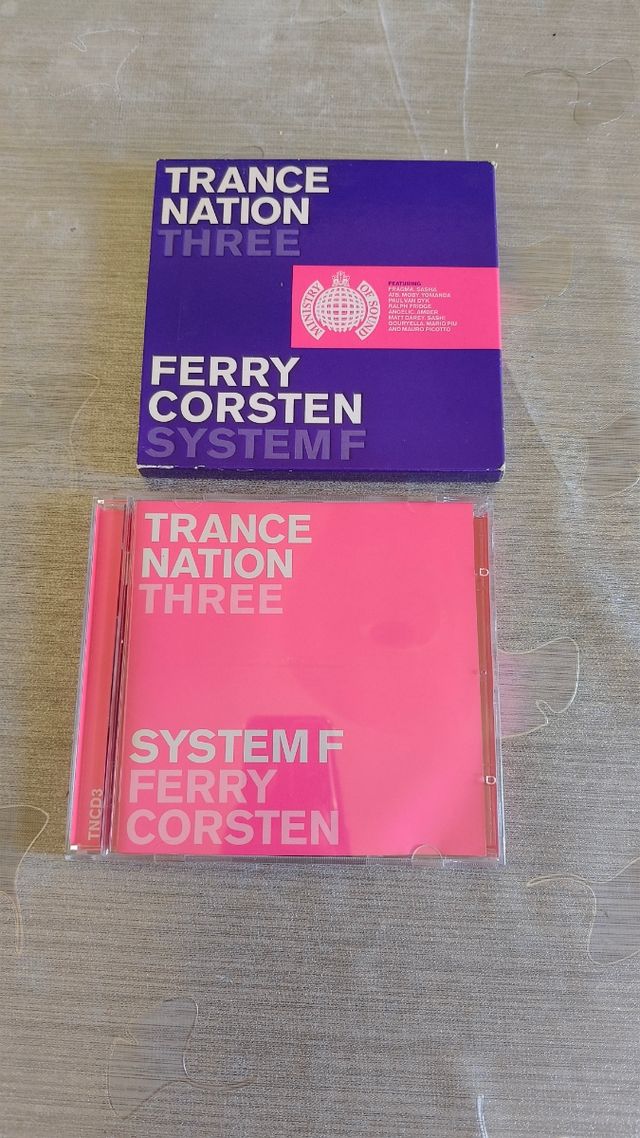 TRANCE
NATION
THREE
MINISTRY OF SOUND
FEATURING
FRAGMA, SASHA
ATB, MOBY, YOMANDA
PAUL VAN DYK
RALPH FRIDGE
ANGELIC, AMBER
MATT DAREY, SASH!
GOURYELLA, MARIO PIU
AND MAURO PICOTTO
FERRY
CORSTEN
SYSTEM F
TRANCE
NATION
THREE
SYSTEM F
FERRY
CORSTEN
TNCD3